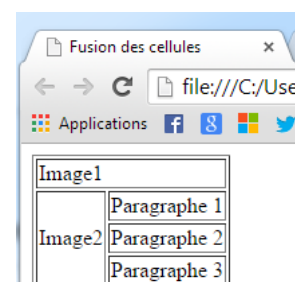 Fusion des cellules
file:///C:/Use
Applications
Image1
Paragraphe 1
Image2 Paragraphe 2
Paragraphe 3